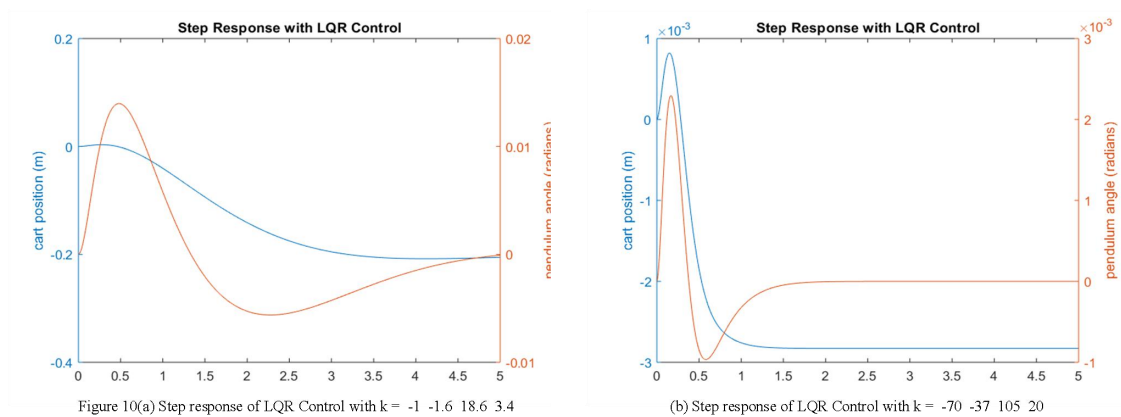 Step Response with LQR Control
0.2
0
-0.2
-0.4
cart position (m)
0.02
0.01
0
-0.01
pendulum angle (radians)
0 0.5 1 1.5 2 2.5 3 3.5 4 4.5 5
Figure 10(a) Step response of LQR Control with k = -1 -1.6 18.6 3.4
Step Response with LQR Control
×10⁻³
1
0
-1
-2
-3
cart position (m)
×10⁻³
3
2
1
0
-1
pendulum angle (radians)
0 0.5 1 1.5 2 2.5 3 3.5 4 4.5 5
(b) Step response of LQR Control with k = -70 -37 105 20